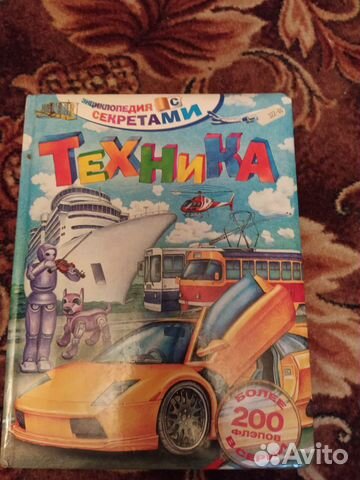 ЭНЦИКЛОПЕДИЯ С
СЕКРЕТАМИ
ТЕХНИКА
БОЛЕЕ
200
ФЛЭПОВ
Avito